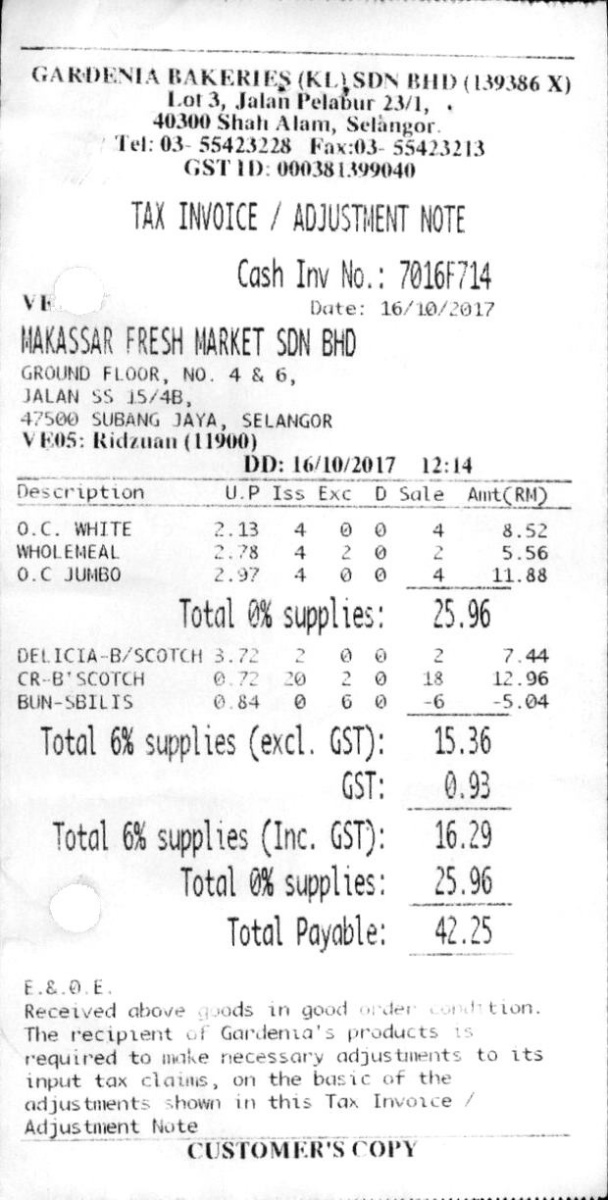 GARDENIA BAKERIES (KL) SDN BHD (139386 X)
Lot 3, Jalan Pelabur 23/1,
40300 Shah Alam, Selangor.
Tel: 03- 55423228 Fax:03- 55423213
GST ID: 000381399040
TAX INVOICE / ADJUSTMENT NOTE
Cash Inv No.: 7016F714
VE
Date: 16/10/2017
MAKASSAR FRESH MARKET SDN BHD
GROUND FLOOR, NO. 4 & 6,
JALAN SS 15/4B,
47500 SUBANG JAYA, SELANGOR
VE05: Ridzuan (11900)
DD: 16/10/2017 12:14
Description U.P Iss Exc D Sale Amt(RM)
O.C. WHITE 2.13 4 0 0 4 8.52
WHOLEMEAL 2.78 4 2 0 2 5.56
O.C JUMBO 2.97 4 0 0 4 11.88
Total 0% supplies: 25.96
DELICIA-B/SCOTCH 3.72 2 0 0 2 7.44
CR-B'SCOTCH 0.72 20 2 0 18 12.96
BUN-SBILIS 0.84 0 6 0 -6 -5.04
Total 6% supplies (excl. GST): 15.36
GST: 0.93
Total 6% supplies (Inc. GST): 16.29
Total 0% supplies: 25.96
Total Payable: 42.25
E.&.O.E.
Received above goods in good order condition.
The recipient of Gardenia's products is
required to make necessary adjustments to its
input tax claims, on the basic of the
adjustments shown in this Tax Invoice /
Adjustment Note
CUSTOMER'S COPY